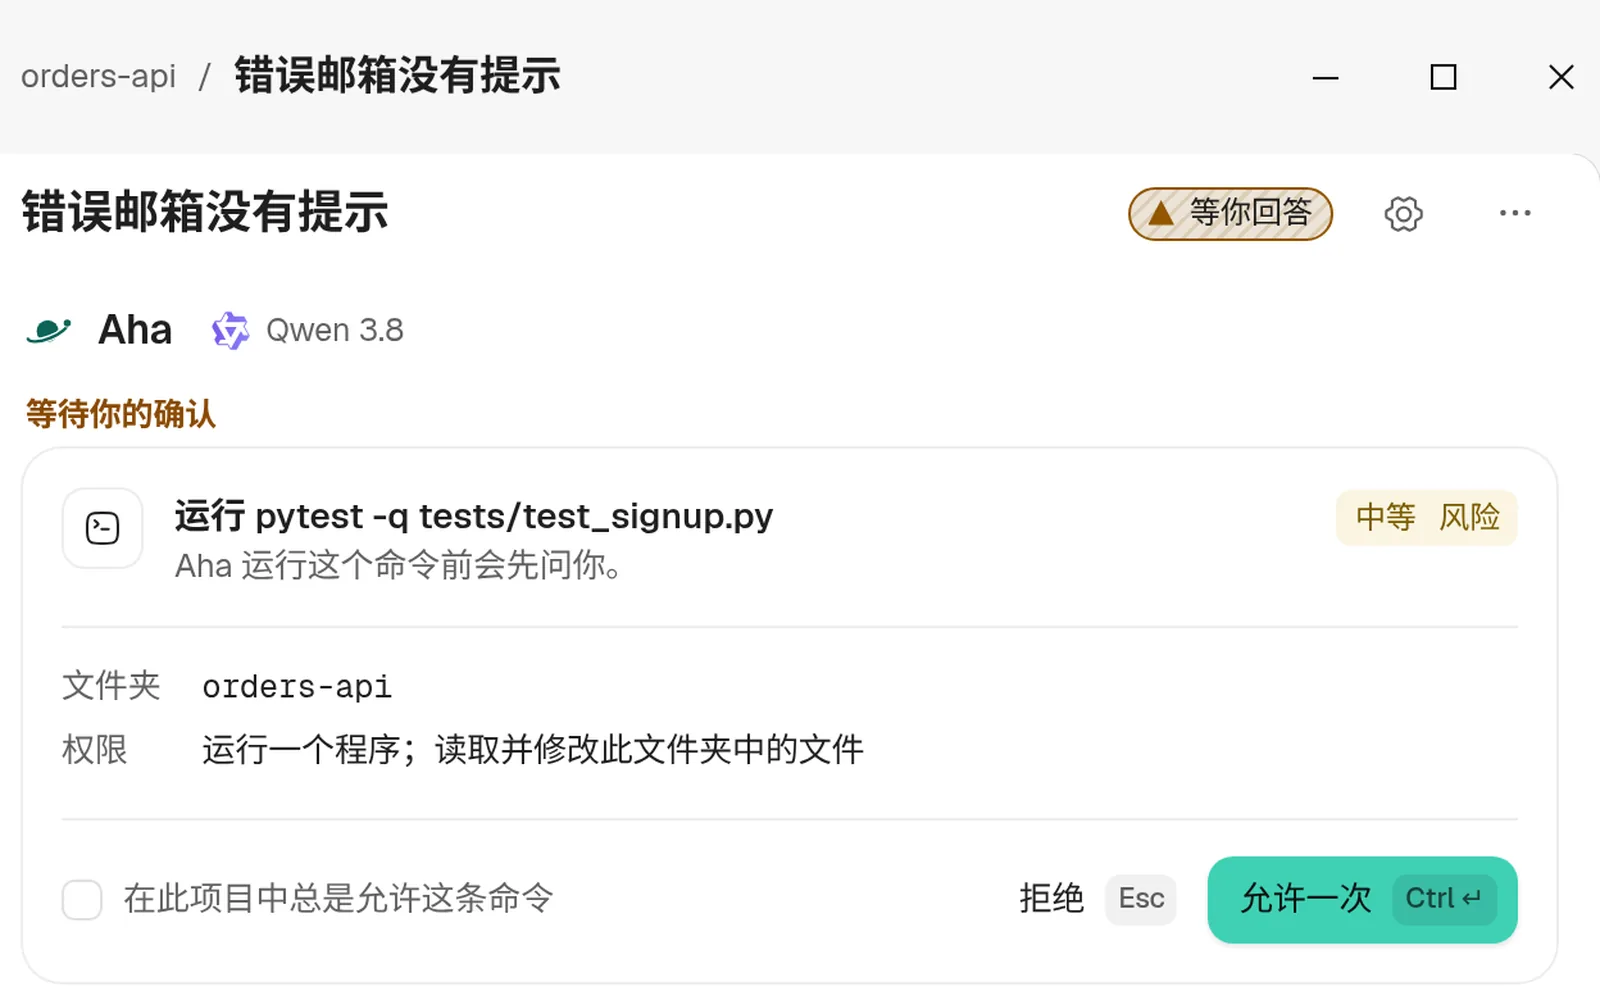 orders-api / 错误邮箱没有提示
错误邮箱没有提示
等你回答
Aha Qwen 3.8
等待你的确认
运行 pytest -q tests/test_signup.py
中等 风险
Aha 运行这个命令前会先问你。
文件夹 orders-api
权限 运行一个程序；读取并修改此文件夹中的文件
在此项目中总是允许这条命令
拒绝 Esc
允许一次 Ctrl ↵